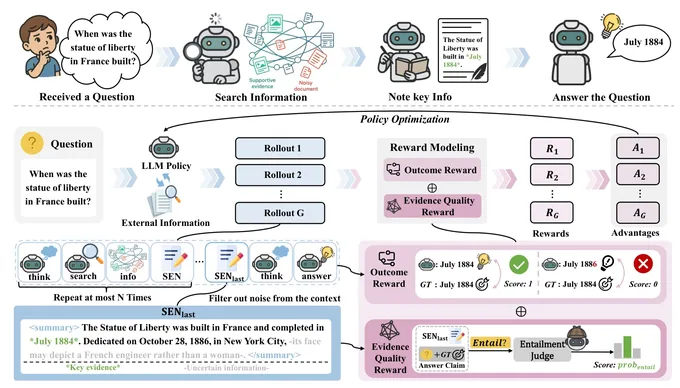 When was the
statue of liberty
in France built?
Supportive
evidence
Noisy
document
The Statue of
Liberty was
built in *July
1884*.
July 1884
Received a Question
Search Information
Note key Info
Answer the Question
Policy Optimization
Question
When was the
statue of liberty
in France built?
LLM Policy
External Information
Rollout 1
Rollout 2
Rollout G
Reward Modeling
Outcome Reward
⊕
Evidence Quality
Reward
R1
R2
RG
Rewards
A1
A2
AG
Advantages
think
search
info
SEN
...
SENlast
think
answer
Repeat at most N Times
Filter out noise from the context
SENlast
<summary> The Statue of Liberty was built in France and completed in
*July 1884*. Dedicated on October 28, 1886, in New York City, -its face
may depict a French engineer rather than a woman-. </summary>
*Key evidence*
-Uncertain information-
Outcome
Reward
: July 1884
GT : July 1884
Score: 1
: July 1886
GT : July 1884
Score: 0
⊕
Evidence
Quality
Reward
SENlast
? +GT
Answer Claim
Entail?
Entailment
Judge
Score: probentail